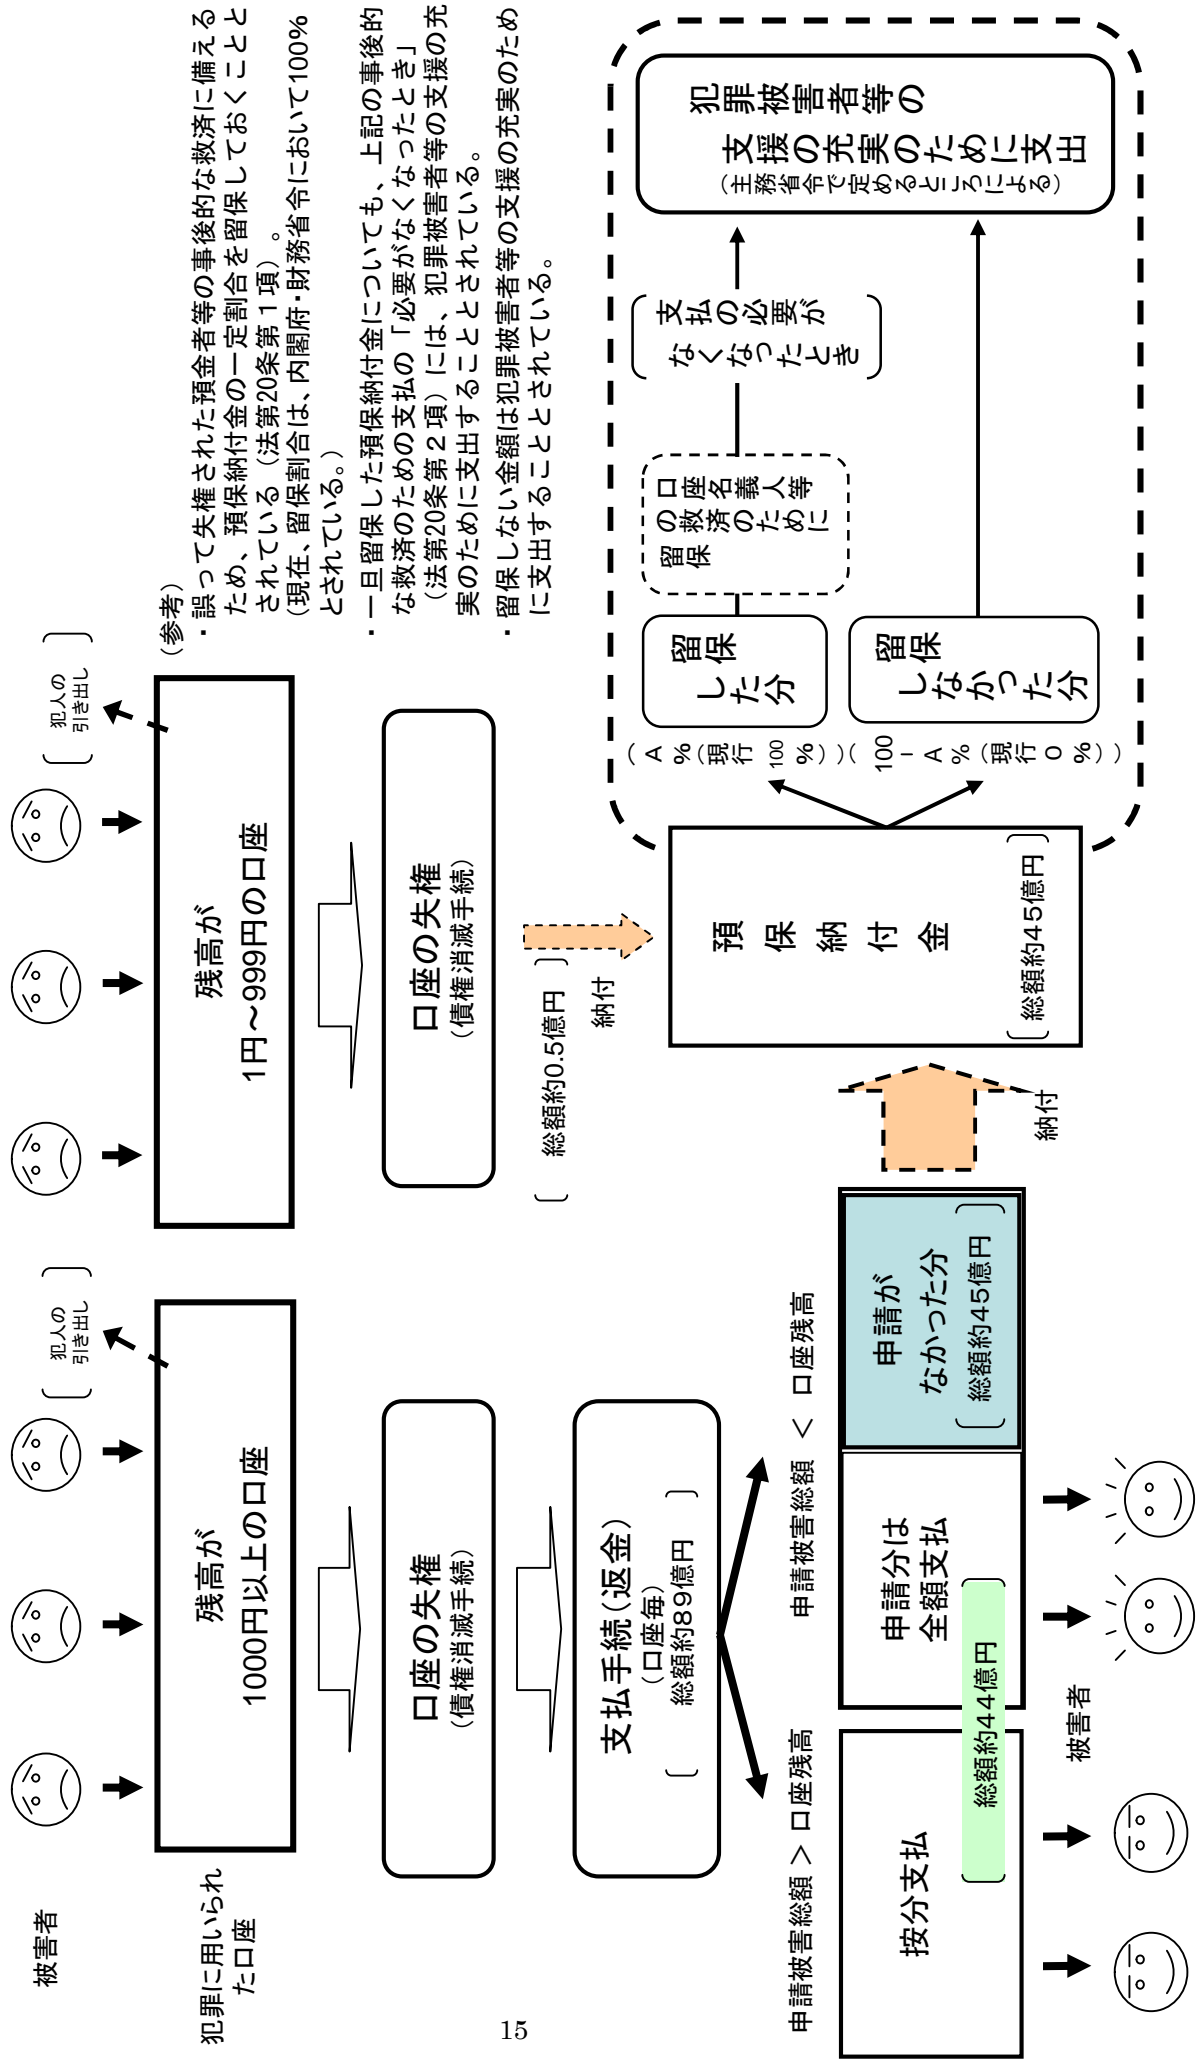 被害者
犯罪に用いられ
た口座
残高が
1000円以上の口座
犯人の
引き出し
残高が
1円～999円の口座
犯人の
引き出し
口座の失権
（債権消滅手続）
口座の失権
（債権消滅手続）
支払手続（返金）
（口座毎）
総額約89億円
総額約0.5億円
納付
申請被害総額 ＞ 口座残高
申請被害総額 ＜ 口座残高
按分支払
申請分は
全額支払
総額約44億円
申請が
なかった分
総額約45億円
被害者
納付
預保納付金
総額約45億円
（A％（現行100％））
（100－A％（現行0％））
留保
した分
留保
しなかった分
口座名義人等
の救済のために
留保
支払の必要が
なくなったとき
犯罪被害者等の
支援の充実のために支出
（主務省令で定めるところによる）
（参考）
・誤って失権された預金者等の事後的な救済に備える
ため、預保納付金の一定割合を留保しておくことと
されている（法第20条第１項）。
（現在、留保割合は、内閣府・財務省令において100%
とされている。）
・一旦留保した預保納付金についても、上記の事後的
な救済のための支払の「必要がなくなったとき」
（法第20条第２項）には、犯罪被害者等の支援の充
実のために支出することとされている。
・留保しない金額は犯罪被害者等の支援の充実のため
に支出することとされている。
15